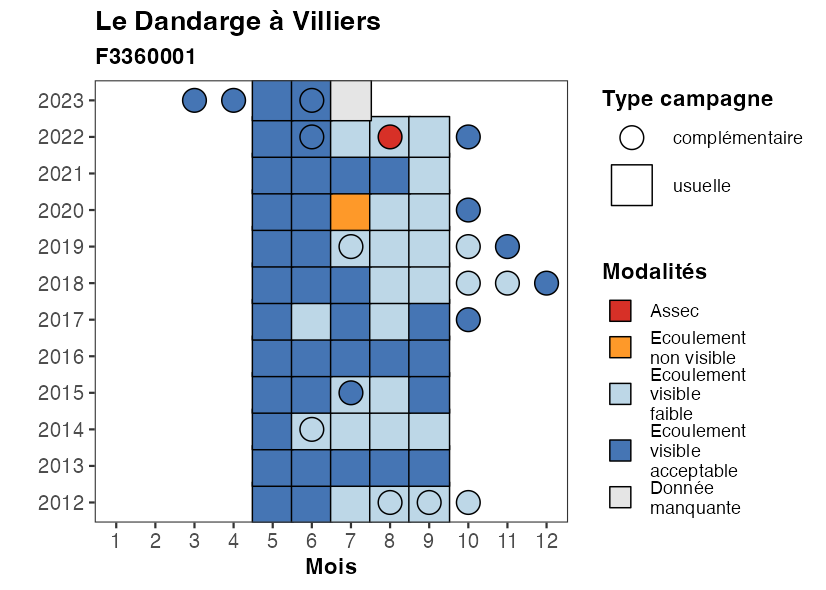 Le Dandarge à Villiers
F3360001
2023
2022
2021
2020
2019
2018
2017
2016
2015
2014
2013
2012
1 2 3 4 5 6 7 8 9 10 11 12
Mois
Type campagne
complémentaire
usuelle
Modalités
Assec
Ecoulement
non visible
Ecoulement
visible
faible
Ecoulement
visible
acceptable
Donnée
manquante